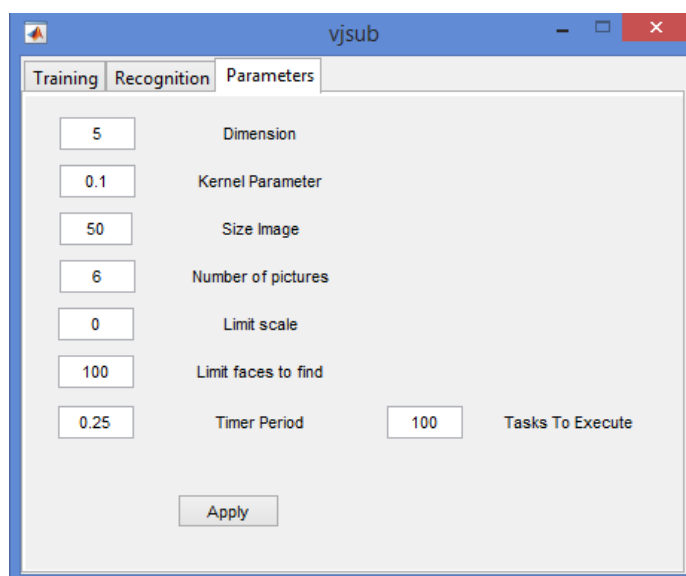 vjsub
Training Recognition Parameters
5 Dimension
0.1 Kernel Parameter
50 Size Image
6 Number of pictures
0 Limit scale
100 Limit faces to find
0.25 Timer Period 100 Tasks To Execute
Apply